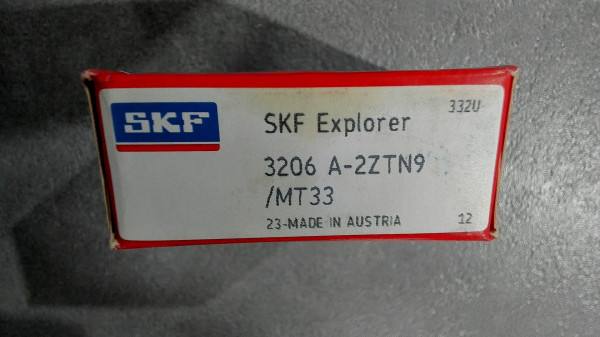 332U
SKF
SKF Explorer
3206 A-2ZTN9
/MT33
23-MADE IN AUSTRIA
12